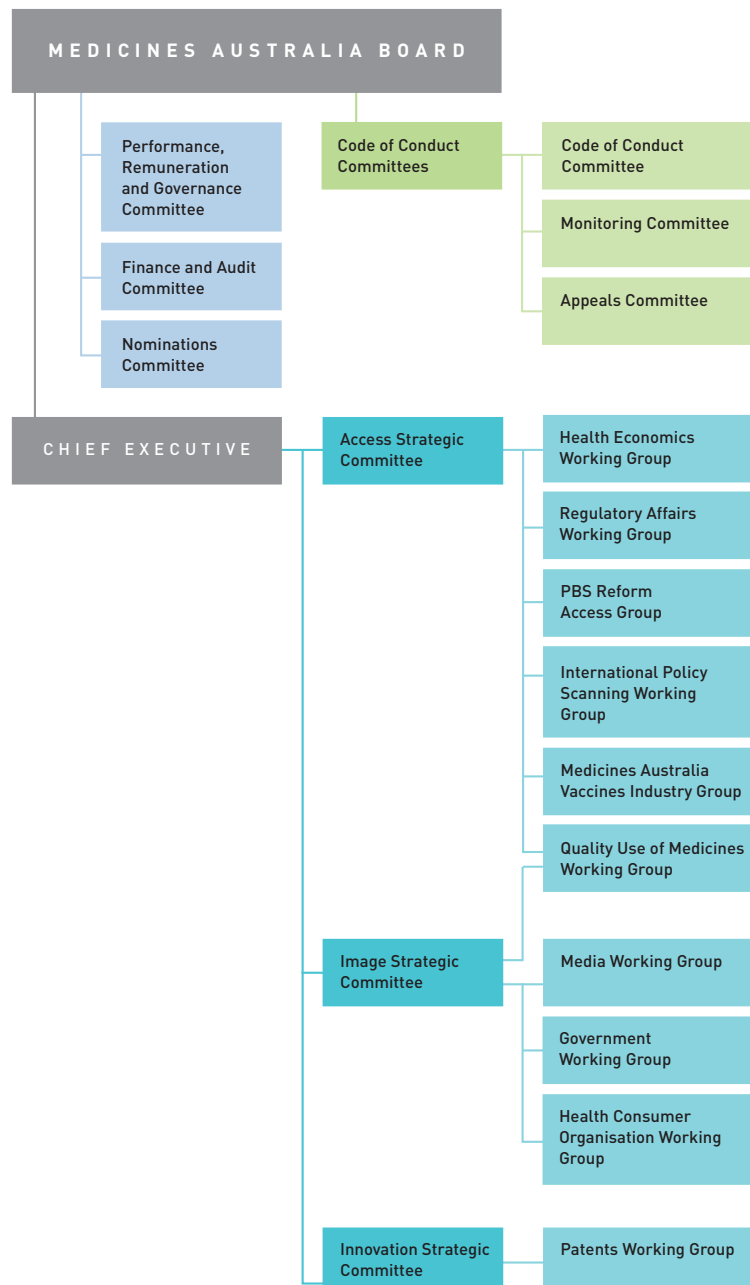 MEDICINES AUSTRALIA BOARD
Performance,
Remuneration
and Governance
Committee
Finance and Audit
Committee
Nominations
Committee
Code of Conduct
Committees
Code of Conduct
Committee
Monitoring Committee
Appeals Committee
CHIEF EXECUTIVE
Access Strategic
Committee
Health Economics
Working Group
Regulatory Affairs
Working Group
PBS Reform
Access Group
International Policy
Scanning Working
Group
Medicines Australia
Vaccines Industry Group
Quality Use of Medicines
Working Group
Image Strategic
Committee
Media Working Group
Government
Working Group
Health Consumer
Organisation Working
Group
Innovation Strategic
Committee
Patents Working Group